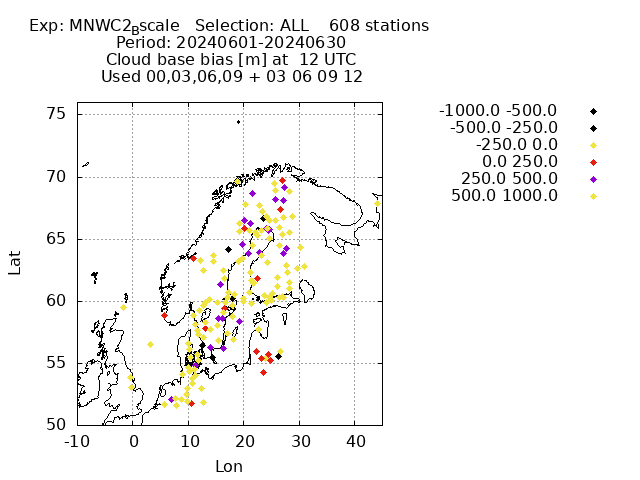 Exp: MNWC2_Bscale   Selection: ALL    608 stations
Period: 20240601-20240630
Cloud base bias [m] at  12 UTC
Used 00,03,06,09 + 03 06 09 12
-1000.0 -500.0
-500.0 -250.0
-250.0 0.0
0.0 250.0
250.0 500.0
500.0 1000.0
75
70
65
60
55
50
Lat
-10 0 10 20 30 40
Lon